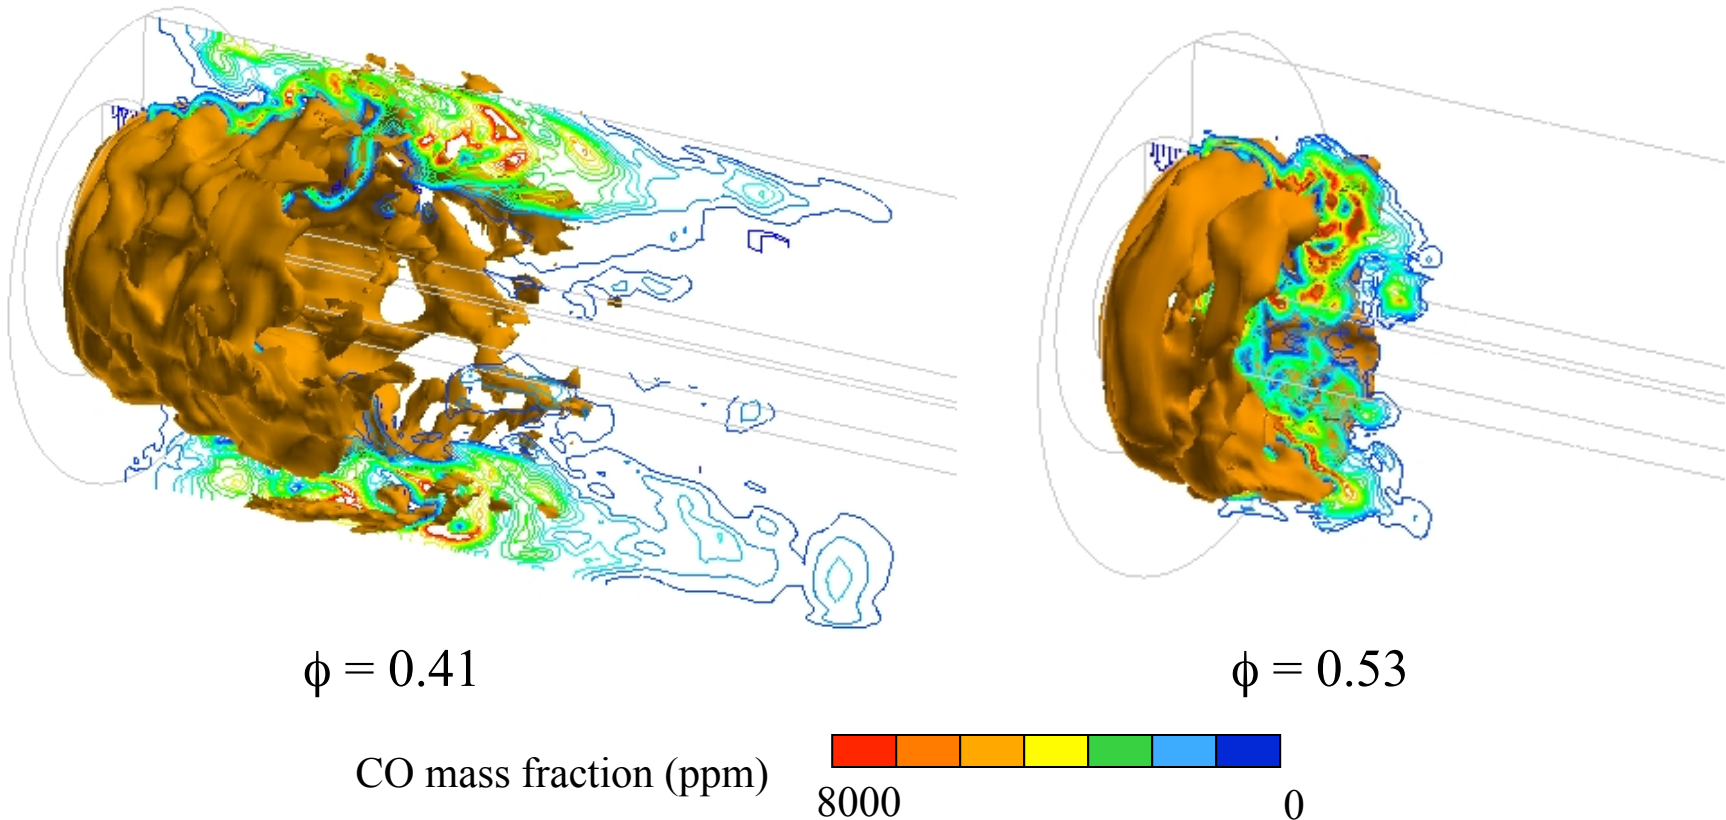 ϕ = 0.41
ϕ = 0.53
CO mass fraction (ppm)
8000
0